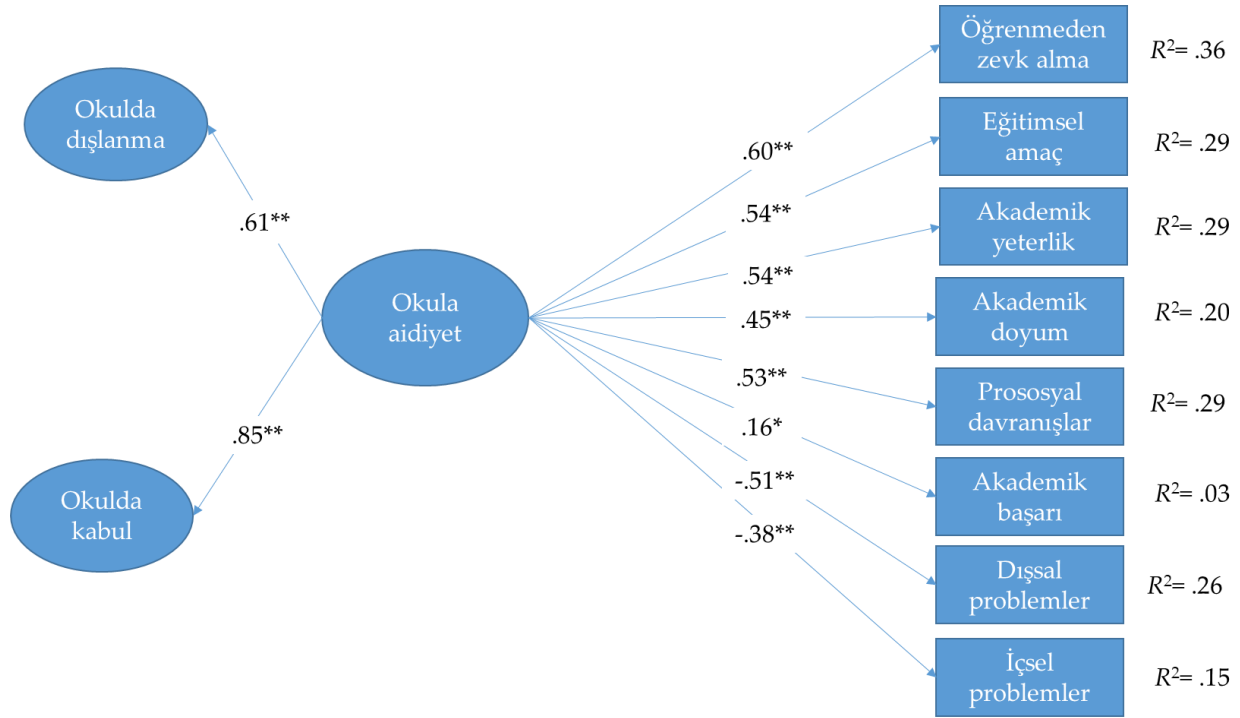 Okulda
dışlanma
.61**
Okula
aidiyet
.85**
Okulda
kabul
.60**
.54**
.54**
.45**
.53**
.16*
-.51**
-.38**
Öğrenmeden
zevk alma
R²= .36
Eğitimsel
amaç
R²= .29
Akademik
yeterlik
R²= .29
Akademik
doyum
R²= .20
Prososyal
davranışlar
R²= .29
Akademik
başarı
R²= .03
Dışsal
problemler
R²= .26
İçsel
problemler
R²= .15